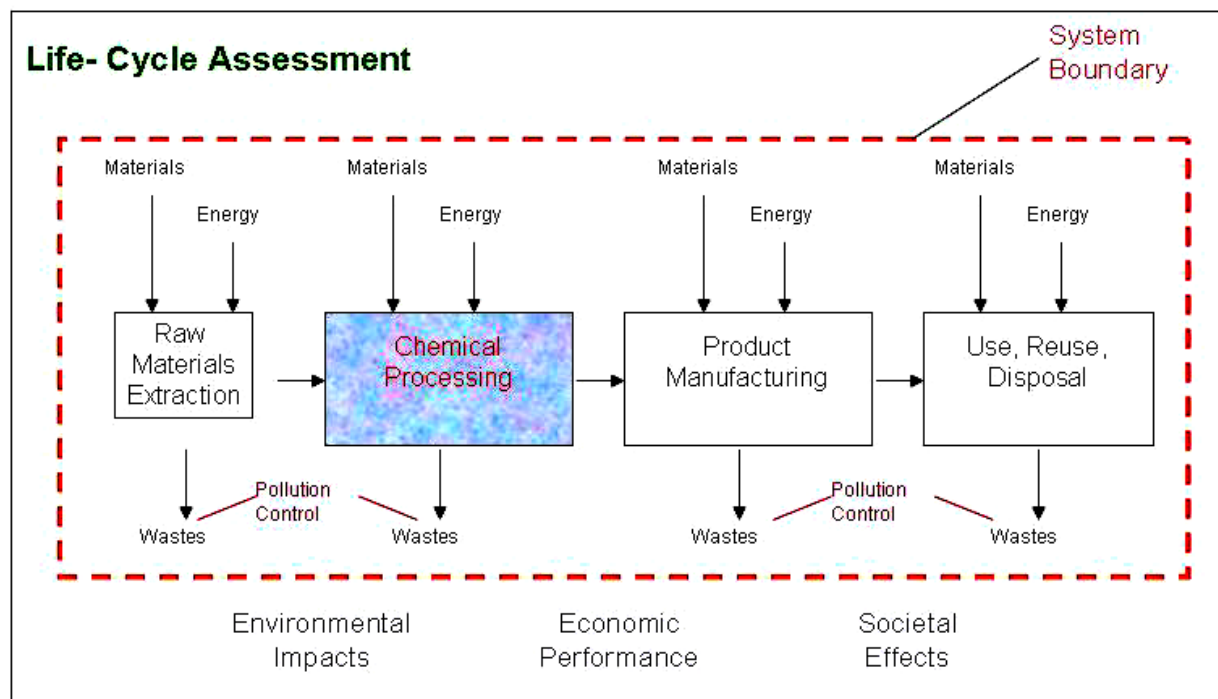 Life- Cycle Assessment
System
Boundary
Materials
Materials
Materials
Materials
Energy
Energy
Energy
Energy
Raw
Materials
Extraction
Chemical
Processing
Product
Manufacturing
Use, Reuse,
Disposal
Pollution
Control
Pollution
Control
Wastes
Wastes
Wastes
Wastes
Environmental
Impacts
Economic
Performance
Societal
Effects